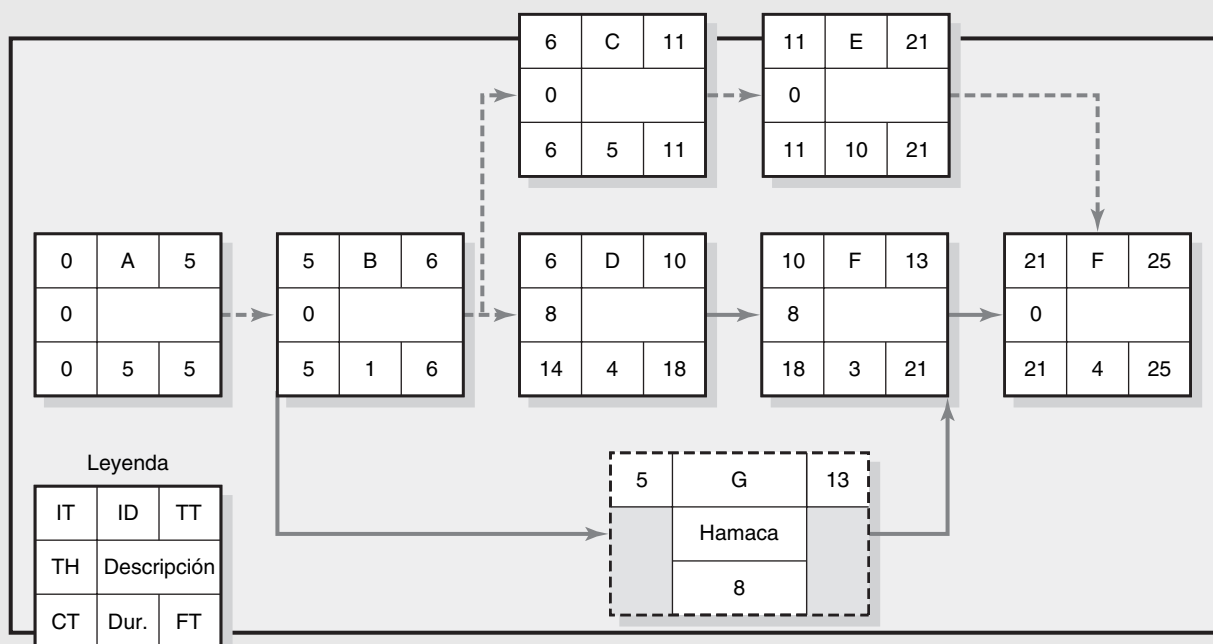 6 C 11
0
6 5 11
11 E 21
0
11 10 21
0 A 5
0
0 5 5
5 B 6
0
5 1 6
6 D 10
8
14 4 18
10 F 13
8
18 3 21
21 F 25
0
21 4 25
5 G 13
Hamaca
8
Leyenda
IT ID TT
TH Descripción
CT Dur. FT